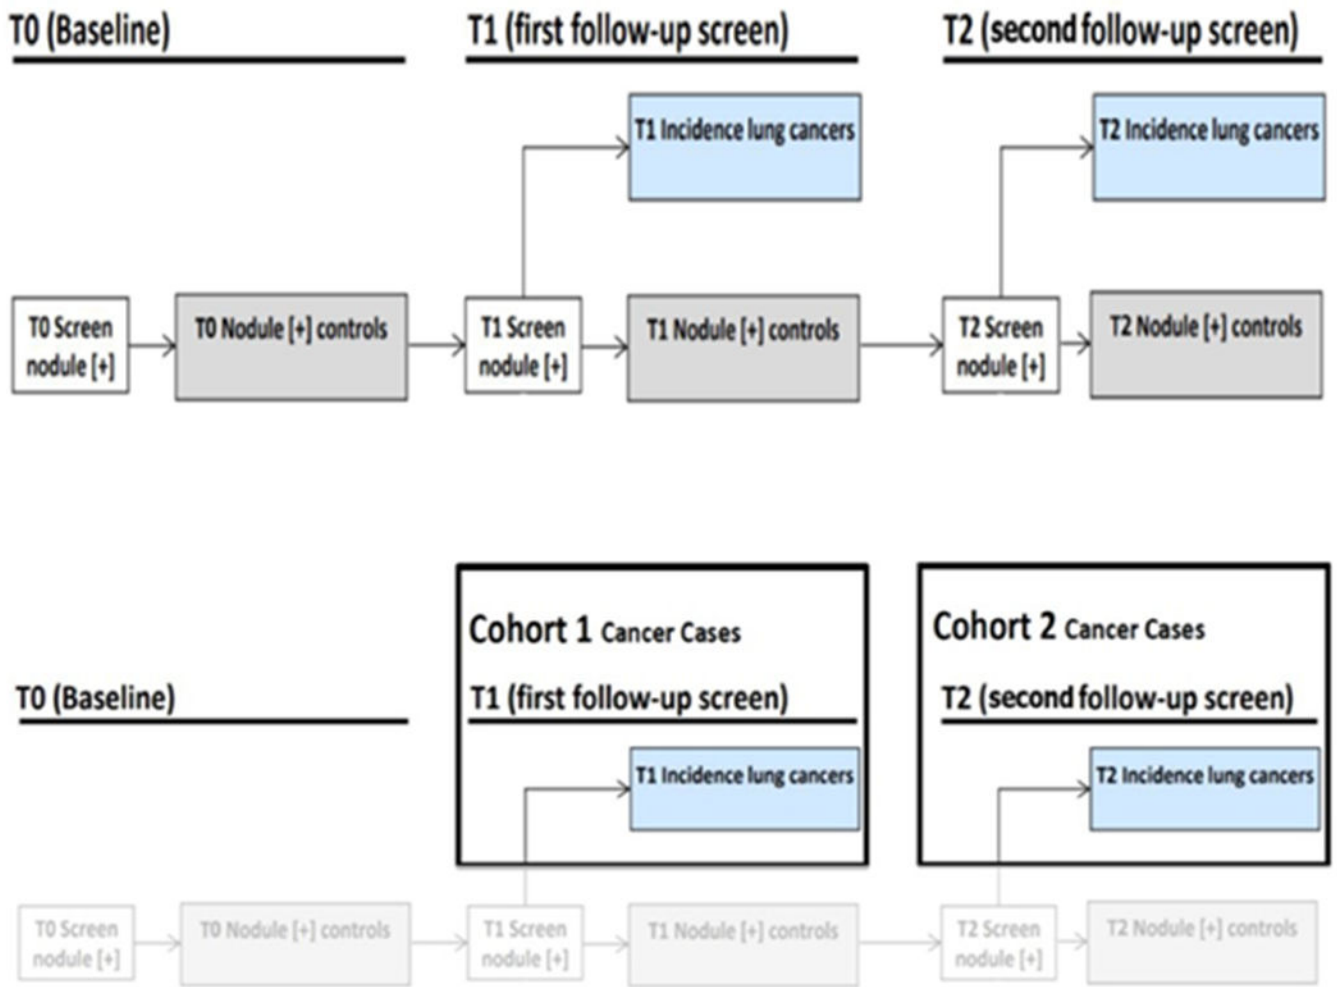 T0 (Baseline)
T1 (first follow-up screen)
T2 (second follow-up screen)
T1 Incidence lung cancers
T2 Incidence lung cancers
T0 Screen
nodule [+]
T0 Nodule [+] controls
T1 Screen
nodule [+]
T1 Nodule [+] controls
T2 Screen
nodule [+]
T2 Nodule [+] controls
Cohort 1 Cancer Cases
Cohort 2 Cancer Cases
T0 (Baseline)
T1 (first follow-up screen)
T2 (second follow-up screen)
T1 Incidence lung cancers
T2 Incidence lung cancers
T0 Screen
nodule [+]
T0 Nodule [+] controls
T1 Screen
nodule [+]
T1 Nodule [+] controls
T2 Screen
nodule [+]
T2 Nodule [+] controls